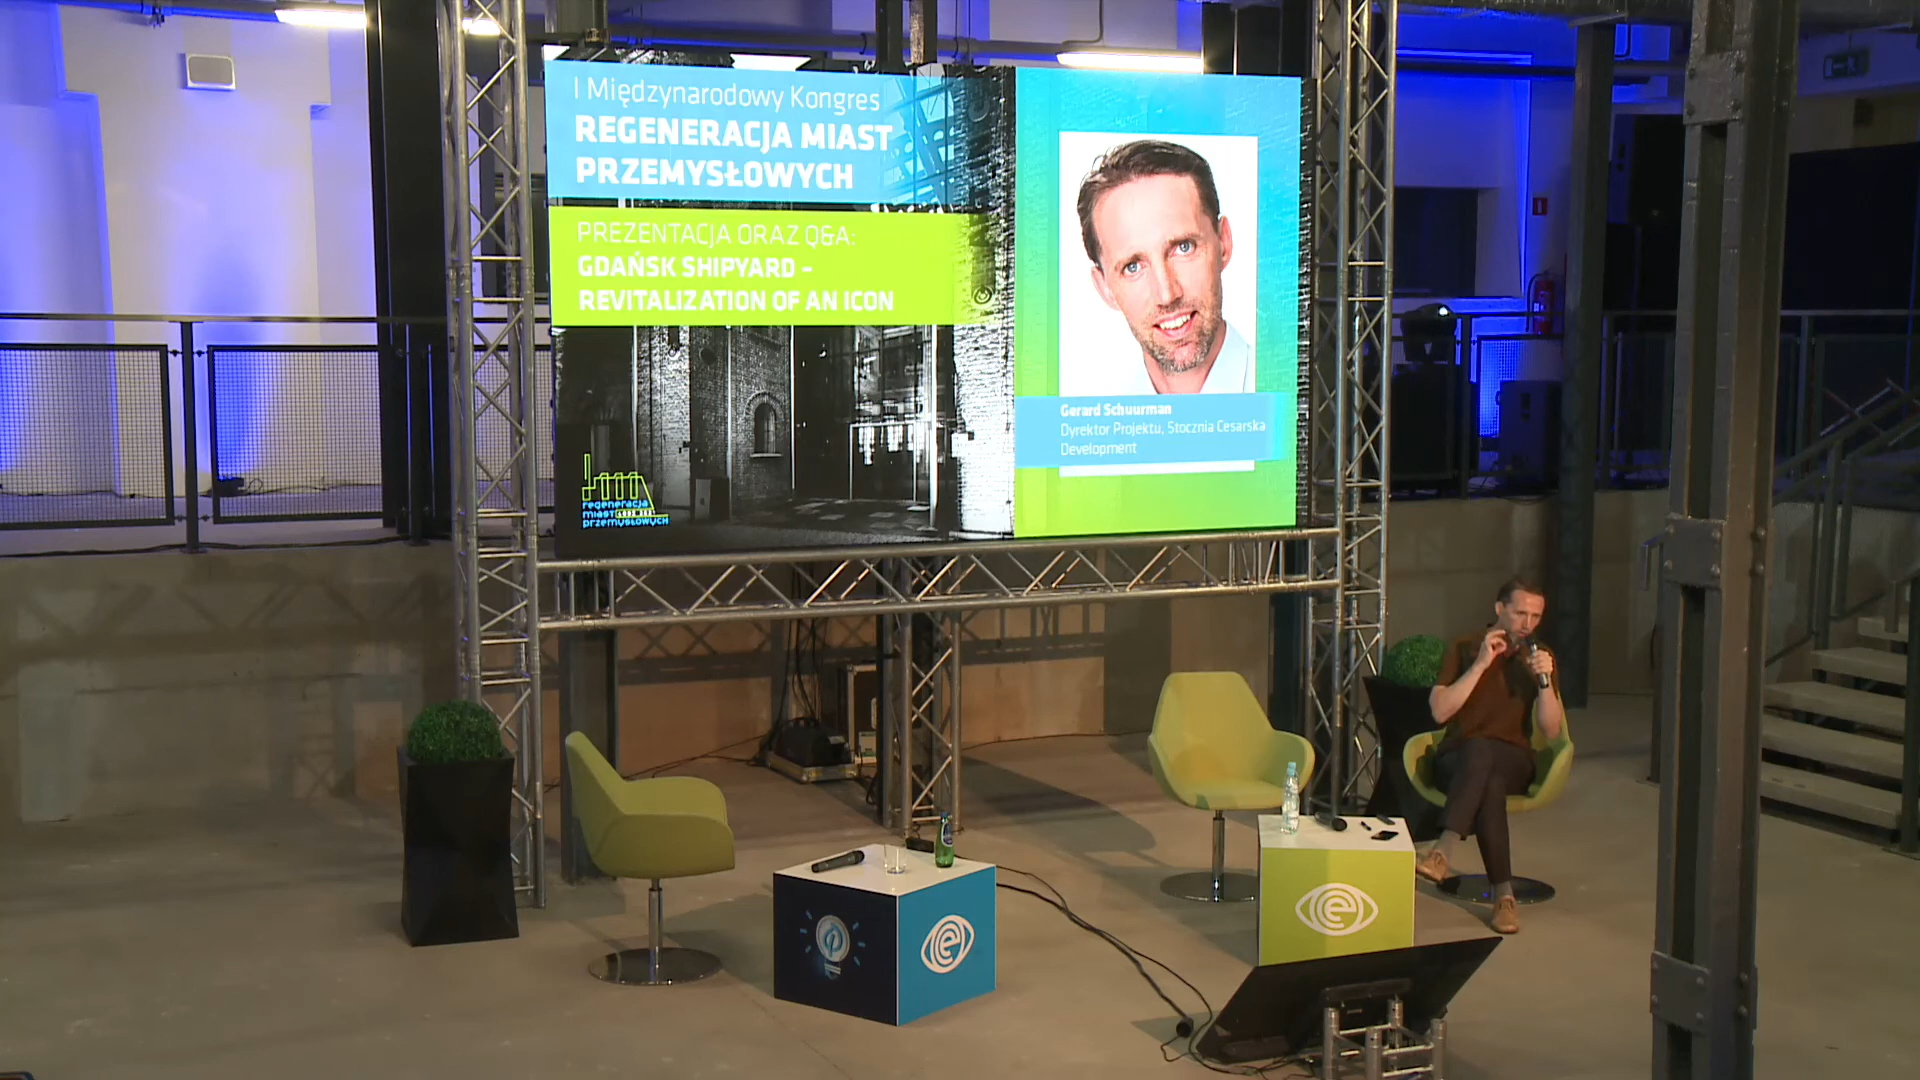 I Międzynarodowy Kongres
REGENERACJA MIAST
PRZEMYSŁOWYCH
PREZENTACJA ORAZ Q&A:
GDAŃSK SHIPYARD –
REVITALIZATION OF AN ICON
Gerard Schuurman
Dyrektor Projektu, Stocznia Cesarska
Development
regeneracja
miast
przemysłowych